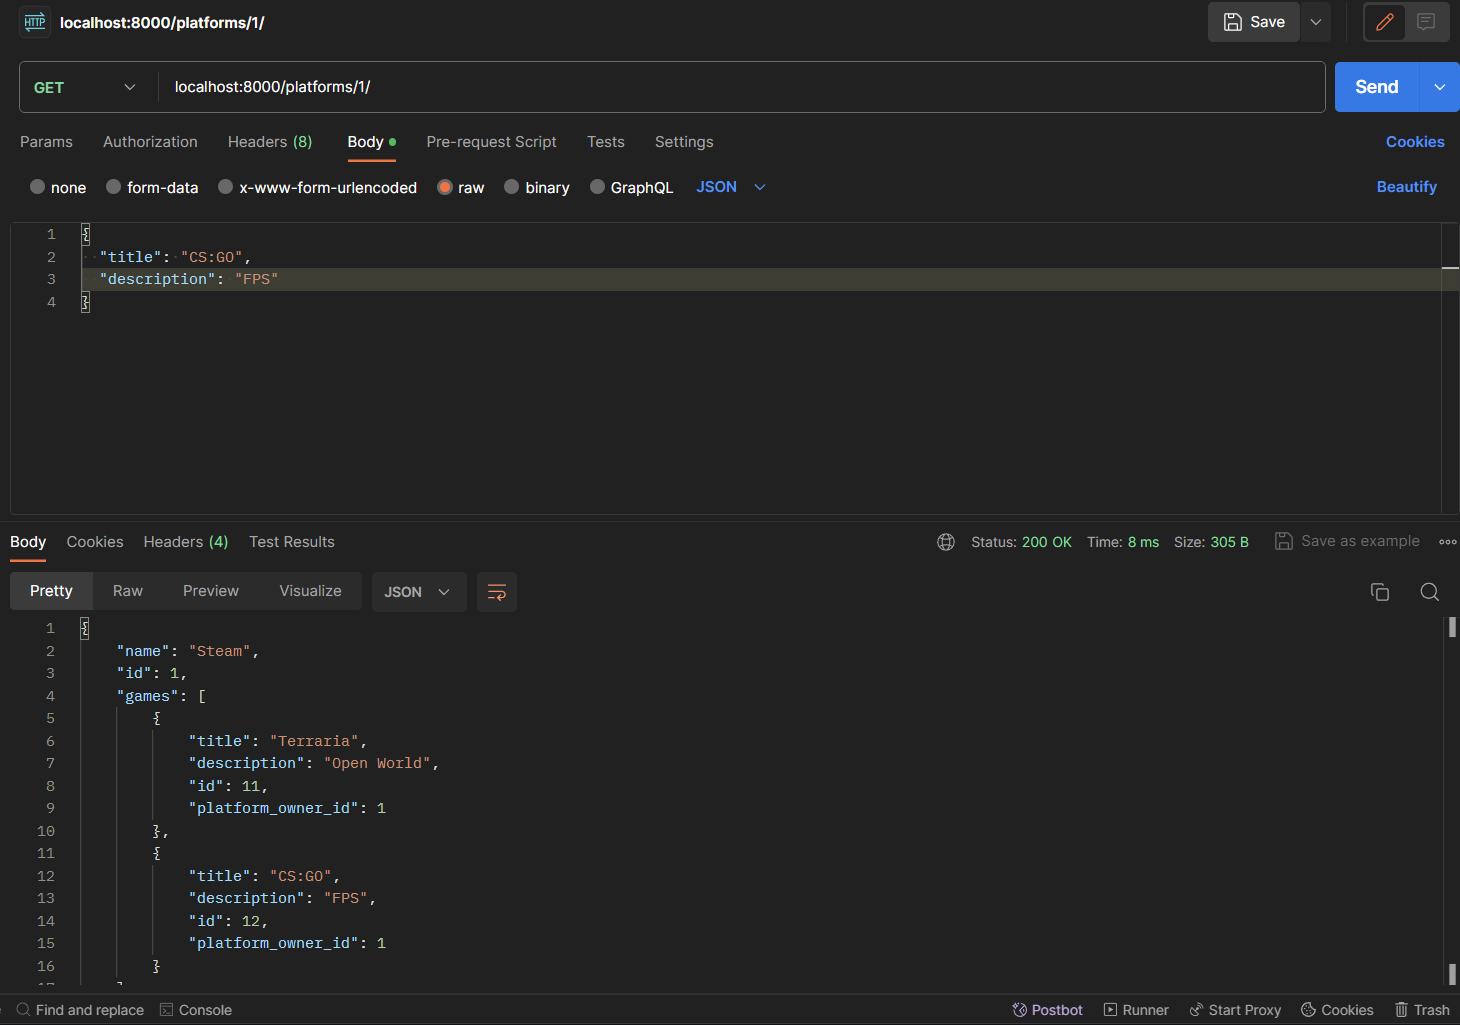 HTTP localhost:8000/platforms/1/ Save
GET localhost:8000/platforms/1/ Send
Params Authorization Headers (8) Body Pre-request Script Tests Settings Cookies
none form-data x-www-form-urlencoded raw binary GraphQL JSON Beautify
1 {
2 "title": "CS:GO",
3 "description": "FPS"
4 }
Body Cookies Headers (4) Test Results Status: 200 OK Time: 8 ms Size: 305 B Save as example
Pretty Raw Preview Visualize JSON
1 {
2 "name": "Steam",
3 "id": 1,
4 "games": [
5 {
6 "title": "Terraria",
7 "description": "Open World",
8 "id": 11,
9 "platform_owner_id": 1
10 },
11 {
12 "title": "CS:GO",
13 "description": "FPS",
14 "id": 12,
15 "platform_owner_id": 1
16 }
Find and replace Console Postbot Runner Start Proxy Cookies Trash